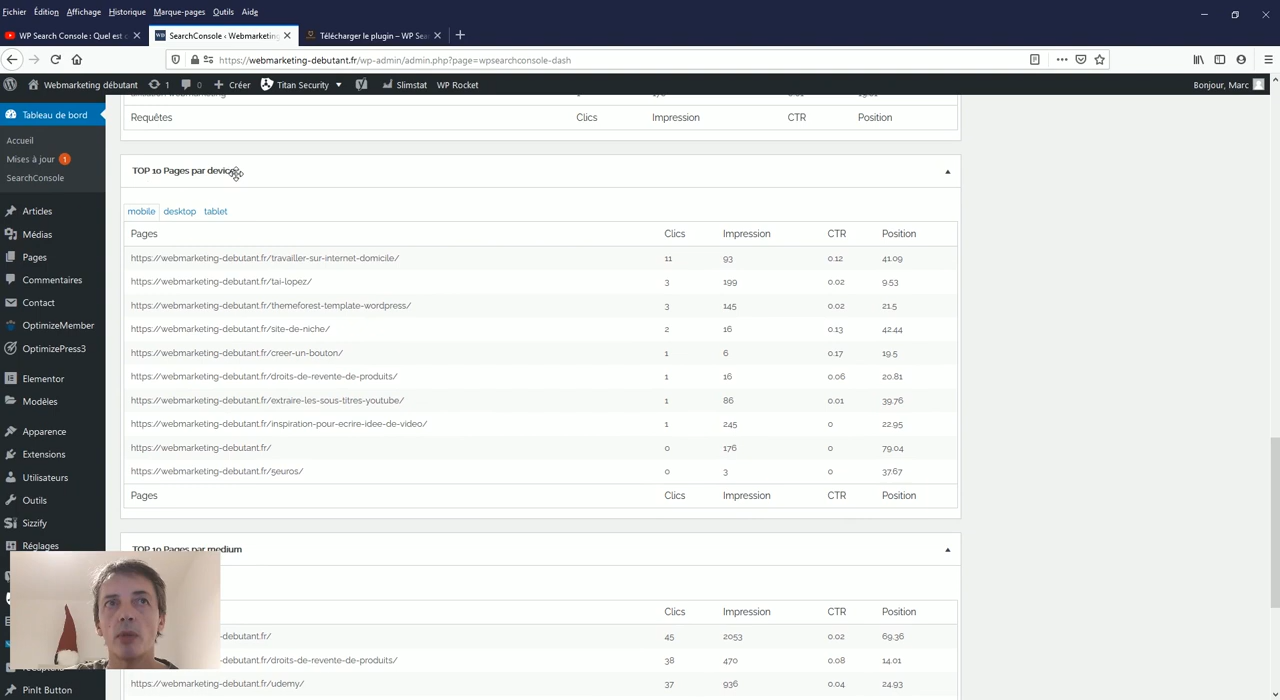 Fichier Édition Affichage Historique Marque-pages Outils Aide
WP Search Console : Quel est d
SearchConsole ‹ Webmarketing
Télécharger le plugin – WP Sea
https://webmarketing-debutant.fr/wp-admin/admin.php?page=wpsearchconsole-dash
Webmarketing débutant 1 0 Créer Titan Security Slimstat WP Rocket Bonjour, Marc
Tableau de bord
Accueil
Mises à jour 1
SearchConsole
Articles
Médias
Pages
Commentaires
Contact
OptimizeMember
OptimizePress3
Elementor
Modèles
Apparence
Extensions
Utilisateurs
Outils
Sizzify
Réglages
PinIt Button
Requêtes Clics Impression CTR Position
TOP 10 Pages par device
mobile desktop tablet
Pages Clics Impression CTR Position
https://webmarketing-debutant.fr/travailler-sur-internet-domicile/ 11 93 0.12 41.09
https://webmarketing-debutant.fr/tai-lopez/ 3 199 0.02 9.53
https://webmarketing-debutant.fr/themeforest-template-wordpress/ 3 145 0.02 21.5
https://webmarketing-debutant.fr/site-de-niche/ 2 16 0.13 42.44
https://webmarketing-debutant.fr/creer-un-bouton/ 1 6 0.17 19.5
https://webmarketing-debutant.fr/droits-de-revente-de-produits/ 1 16 0.06 20.81
https://webmarketing-debutant.fr/extraire-les-sous-titres-youtube/ 1 86 0.01 39.76
https://webmarketing-debutant.fr/inspiration-pour-ecrire-idee-de-video/ 1 245 0 22.95
https://webmarketing-debutant.fr/ 0 176 0 79.04
https://webmarketing-debutant.fr/5euros/ 0 3 0 37.67
Pages Clics Impression CTR Position
TOP 10 Pages par medium
Clics Impression CTR Position
-debutant.fr/ 45 2053 0.02 69.36
-debutant.fr/droits-de-revente-de-produits/ 38 470 0.08 14.01
-debutant.fr/udemy/ 37 936 0.04 24.93